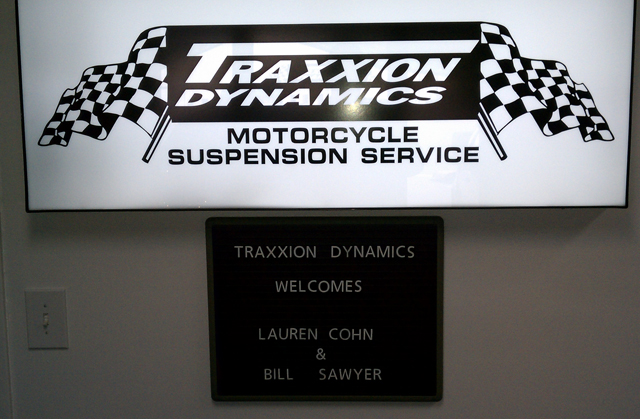 TRAXXION
DYNAMICS
MOTORCYCLE
SUSPENSION SERVICE
TRAXXION DYNAMICS
WELCOMES
LAUREN COHN
&
BILL SAWYER